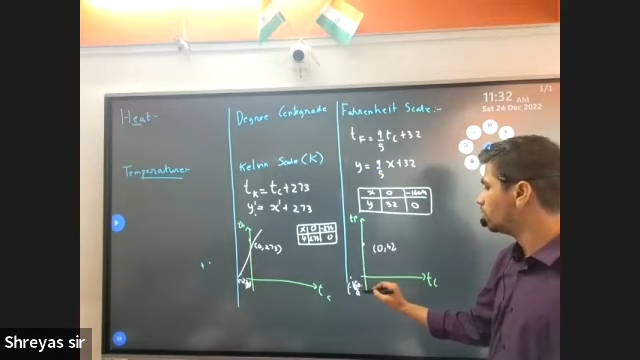 1/1
11:32 AM
Sat 24 Dec 2022
Heat-
Temperature
Degree Centigrade
Kelvin Scale (K)
tK = tC + 273
y = x + 273
x 0 -273
y 273 0
(0,273)
tC
Fahrenheit Scale:-
tF = 9/5 tC + 32
y = 9/5 x + 32
x 0 -160/9
y 32 0
tF
(0,32
tC
Shreyas sir